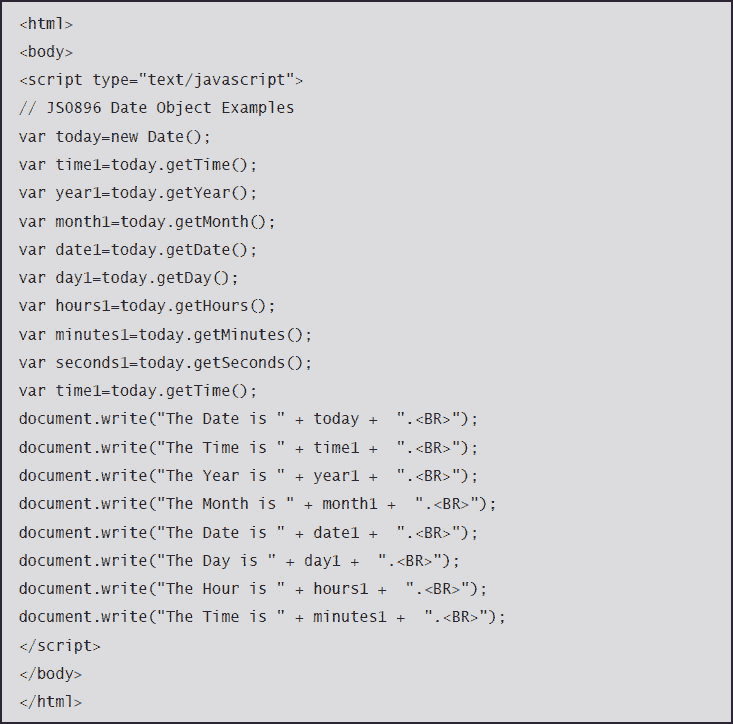 <html>
<body>
<script type="text/javascript">
// JS0896 Date Object Examples
var today=new Date();
var time1=today.getTime();
var year1=today.getYear();
var month1=today.getMonth();
var date1=today.getDate();
var day1=today.getDay();
var hours1=today.getHours();
var minutes1=today.getMinutes();
var seconds1=today.getSeconds();
var time1=today.getTime();
document.write("The Date is " + today +  ".<BR>");
document.write("The Time is " + time1 +  ".<BR>");
document.write("The Year is " + year1 +  ".<BR>");
document.write("The Month is " + month1 +  ".<BR>");
document.write("The Date is " + date1 +  ".<BR>");
document.write("The Day is " + day1 +  ".<BR>");
document.write("The Hour is " + hours1 +  ".<BR>");
document.write("The Time is " + minutes1 +  ".<BR>");
</script>
</body>
</html>